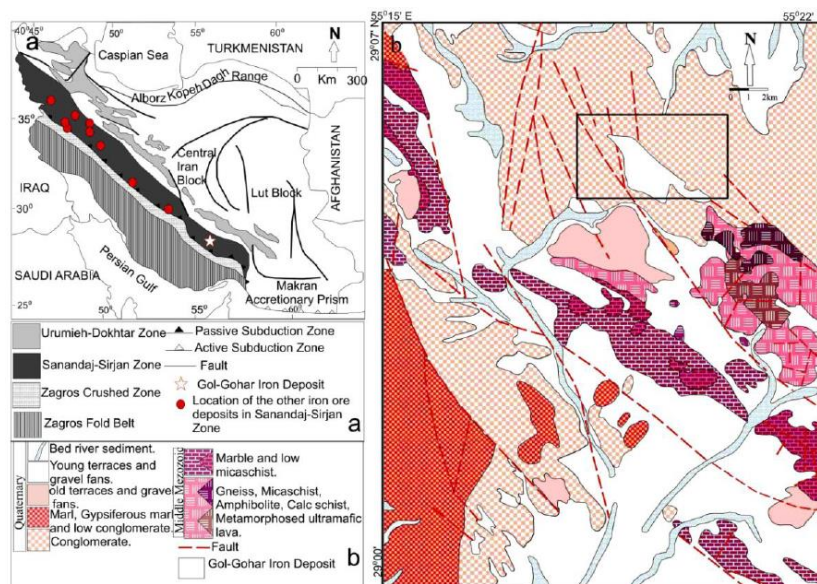 40°45'
50°
55°
60°
a
Caspian Sea
TURKMENISTAN
N
0 Km 300
Alborz Kopeh Dagh Range
35°
Central
Iran
Block
Lut Block
AFGHANISTAN
IRAQ
30°
SAUDI ARABIA
Persian Gulf
Makran
Accretionary Prism
25°
50°
55°
60°
Urumieh-Dokhtar Zone
Sanandaj-Sirjan Zone
Zagros Crushed Zone
Zagros Fold Belt
Passive Subduction Zone
Active Subduction Zone
Fault
Gol-Gohar Iron Deposit
Location of the other iron ore
deposits in Sanandaj-Sirjan
Zone
a
Quaternary
Bed river sediment.
Young terraces and
gravel fans.
old terraces and gravel
fans.
Marl, Gypsiferous marl
and low conglomerate.
Conglomerate.
Middle Mezozoic
Marble and low
micaschist.
Gneiss, Micaschist,
Amphibolite, Calc schist,
Metamorphosed ultramafic
lava.
Fault
Gol-Gohar Iron Deposit
b
55°15' E
55°22'
29°07' N
b
N
0 1 2km
29°00'